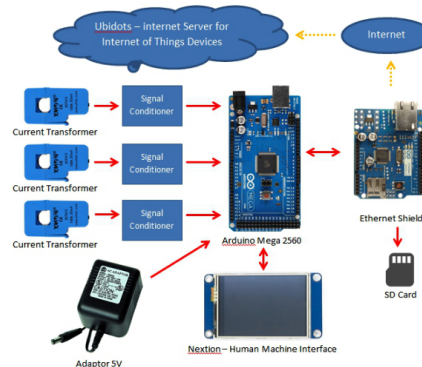 Ubidots – internet Server for
Internet of Things Devices
Internet
Signal
Conditioner
Current Transformer
Signal
Conditioner
Current Transformer
Signal
Conditioner
Current Transformer
Arduino Mega 2560
Ethernet Shield
SD Card
Adaptor 5V
Nextion – Human Machine Interface